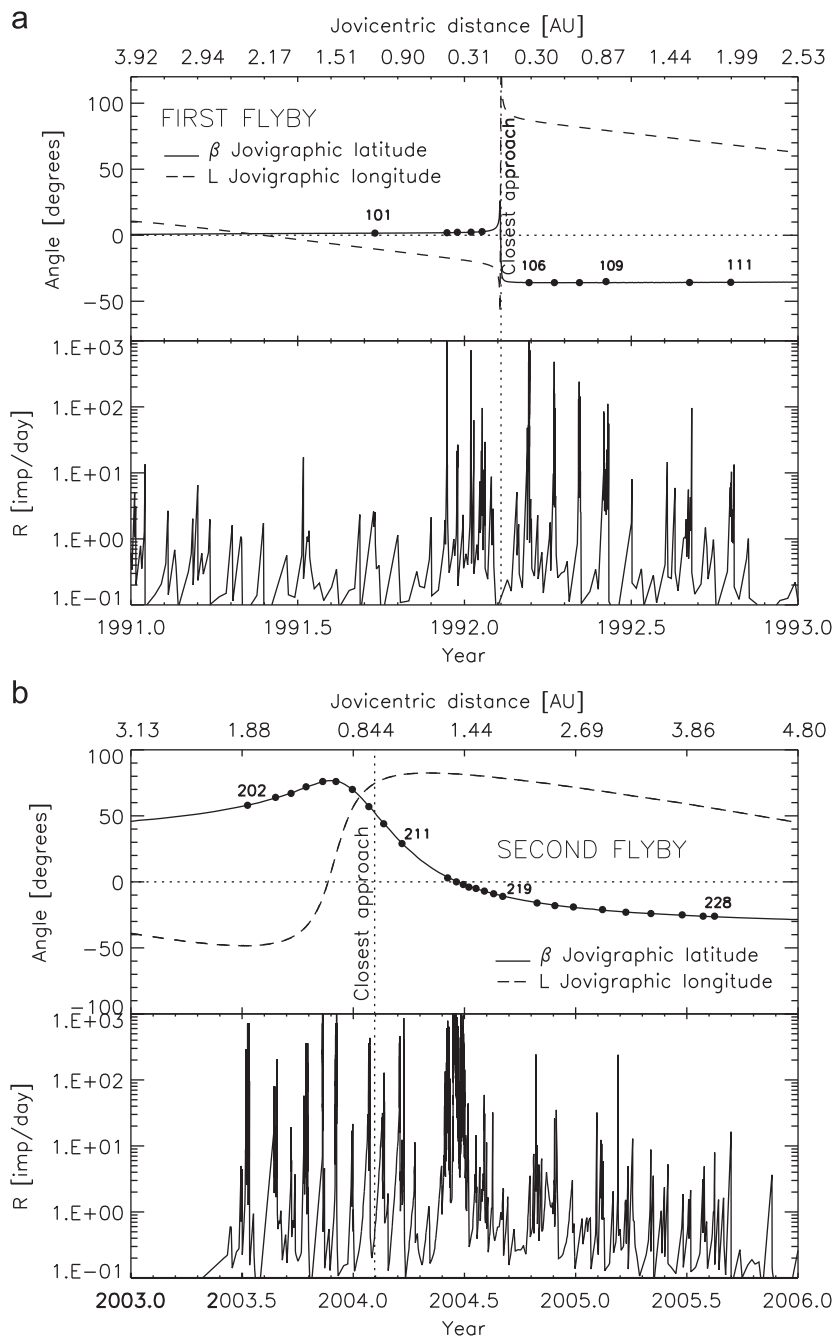 a
Jovicentric distance [AU]
3.92 2.94 2.17 1.51 0.90 0.31 0.30 0.87 1.44 1.99 2.53
100
50
0
−50
Angle [degrees]
FIRST FLYBY
β Jovigraphic latitude
L Jovigraphic longitude
101
106
109
111
Closest approach
1.E+03
1.E+02
1.E+01
1.E+00
1.E−01
R [imp/day]
1991.0 1991.5 1992.0 1992.5 1993.0
Year
b
Jovicentric distance [AU]
3.13 1.88 0.844 1.44 2.69 3.86 4.80
100
50
0
−50
−100
Angle [degrees]
202
211
219
228
SECOND FLYBY
β Jovigraphic latitude
L Jovigraphic longitude
Closest approach
1.E+03
1.E+02
1.E+01
1.E+00
1.E−01
R [imp/day]
2003.0 2003.5 2004.0 2004.5 2005.0 2005.5 2006.0
Year